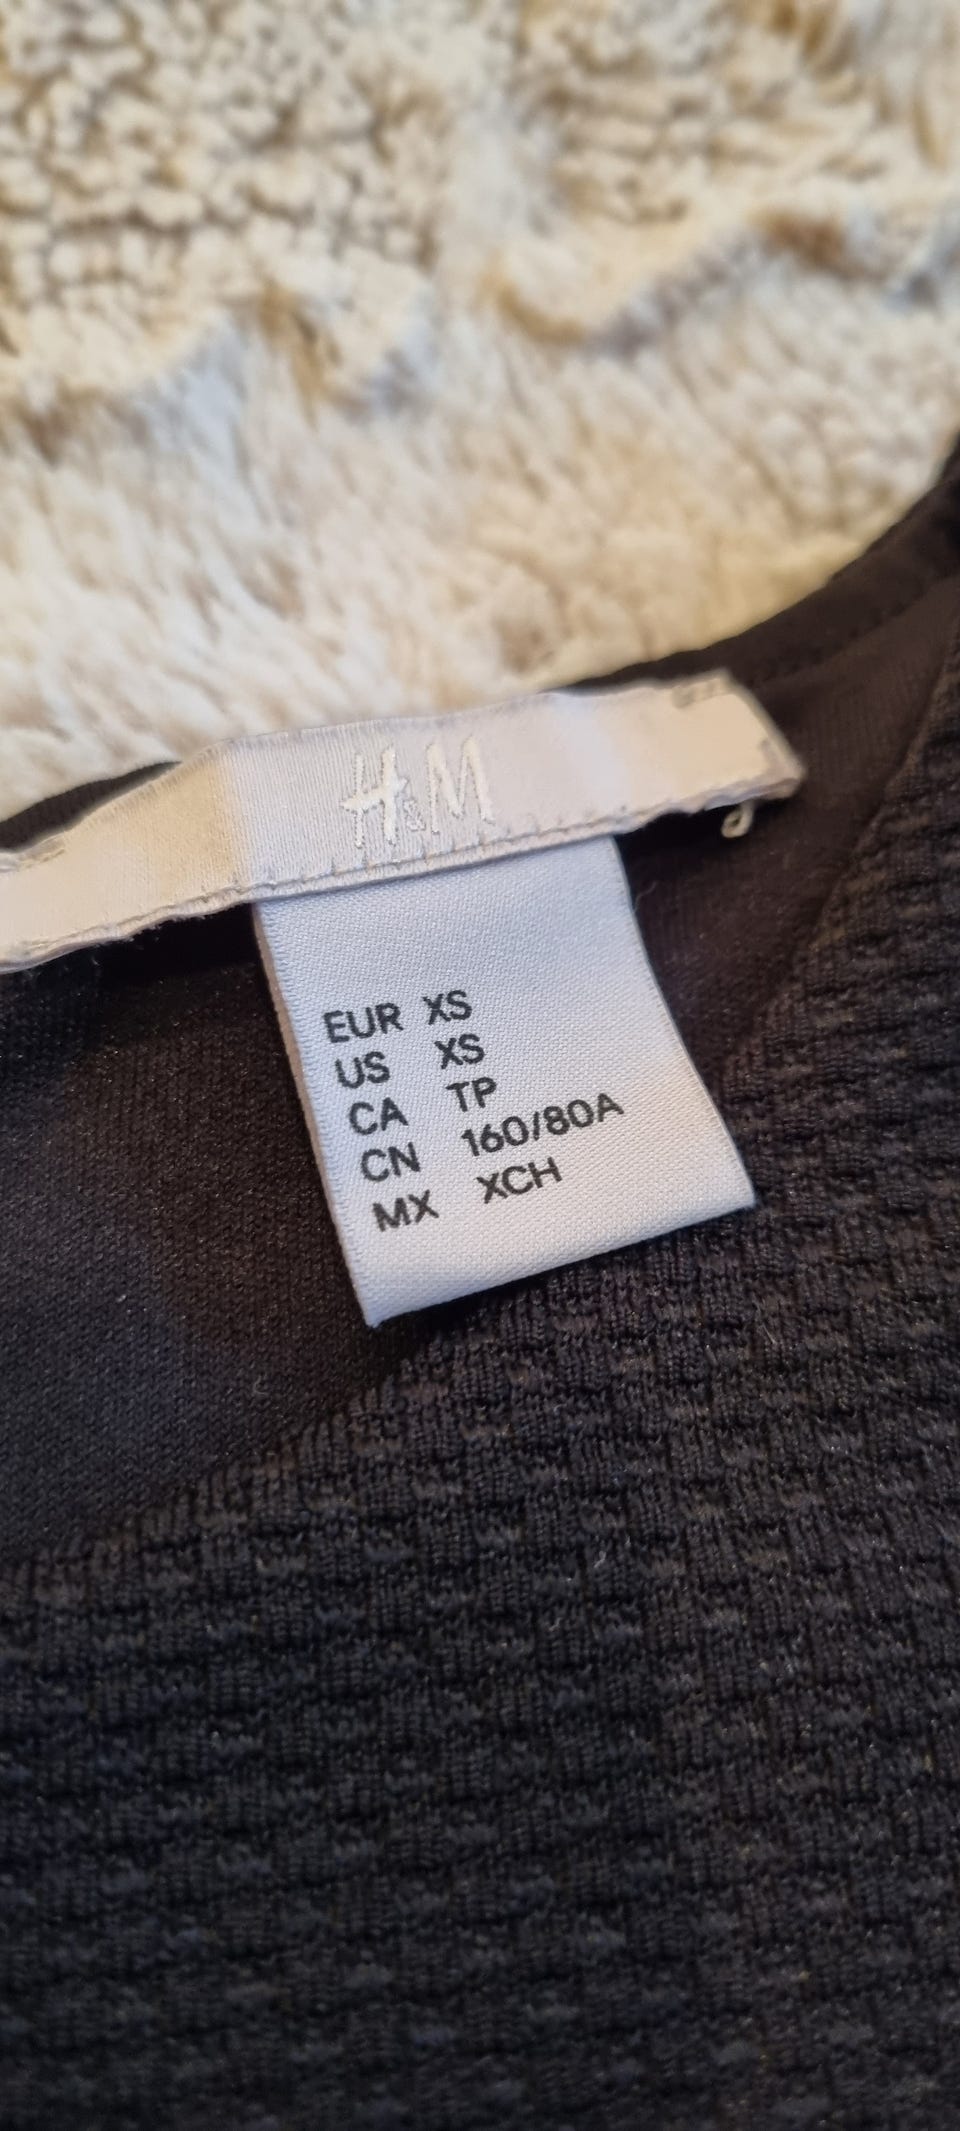 H&M
EUR XS
US XS
CA TP
CN 160/80A
MX XCH